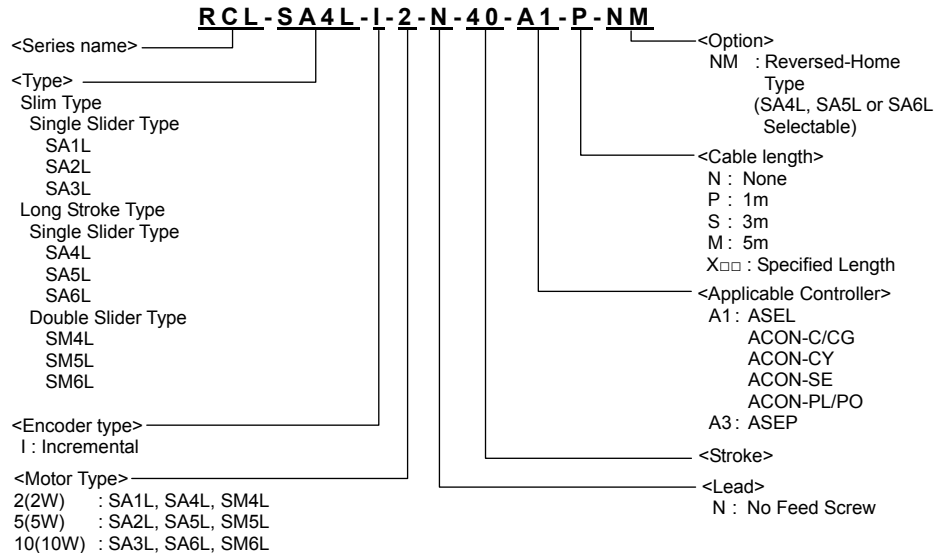 RCL-SA4L-I-2-N-40-A1-P-NM
<Series name>
<Type>
Slim Type
Single Slider Type
SA1L
SA2L
SA3L
Long Stroke Type
Single Slider Type
SA4L
SA5L
SA6L
Double Slider Type
SM4L
SM5L
SM6L
<Encoder type>
I : Incremental
<Motor Type>
2(2W) : SA1L, SA4L, SM4L
5(5W) : SA2L, SA5L, SM5L
10(10W) : SA3L, SA6L, SM6L
<Option>
NM : Reversed-Home
Type
(SA4L, SA5L or SA6L
Selectable)
<Cable length>
N : None
P : 1m
S : 3m
M : 5m
X□□ : Specified Length
<Applicable Controller>
A1 : ASEL
ACON-C/CG
ACON-CY
ACON-SE
ACON-PL/PO
A3 : ASEP
<Stroke>
<Lead>
N : No Feed Screw